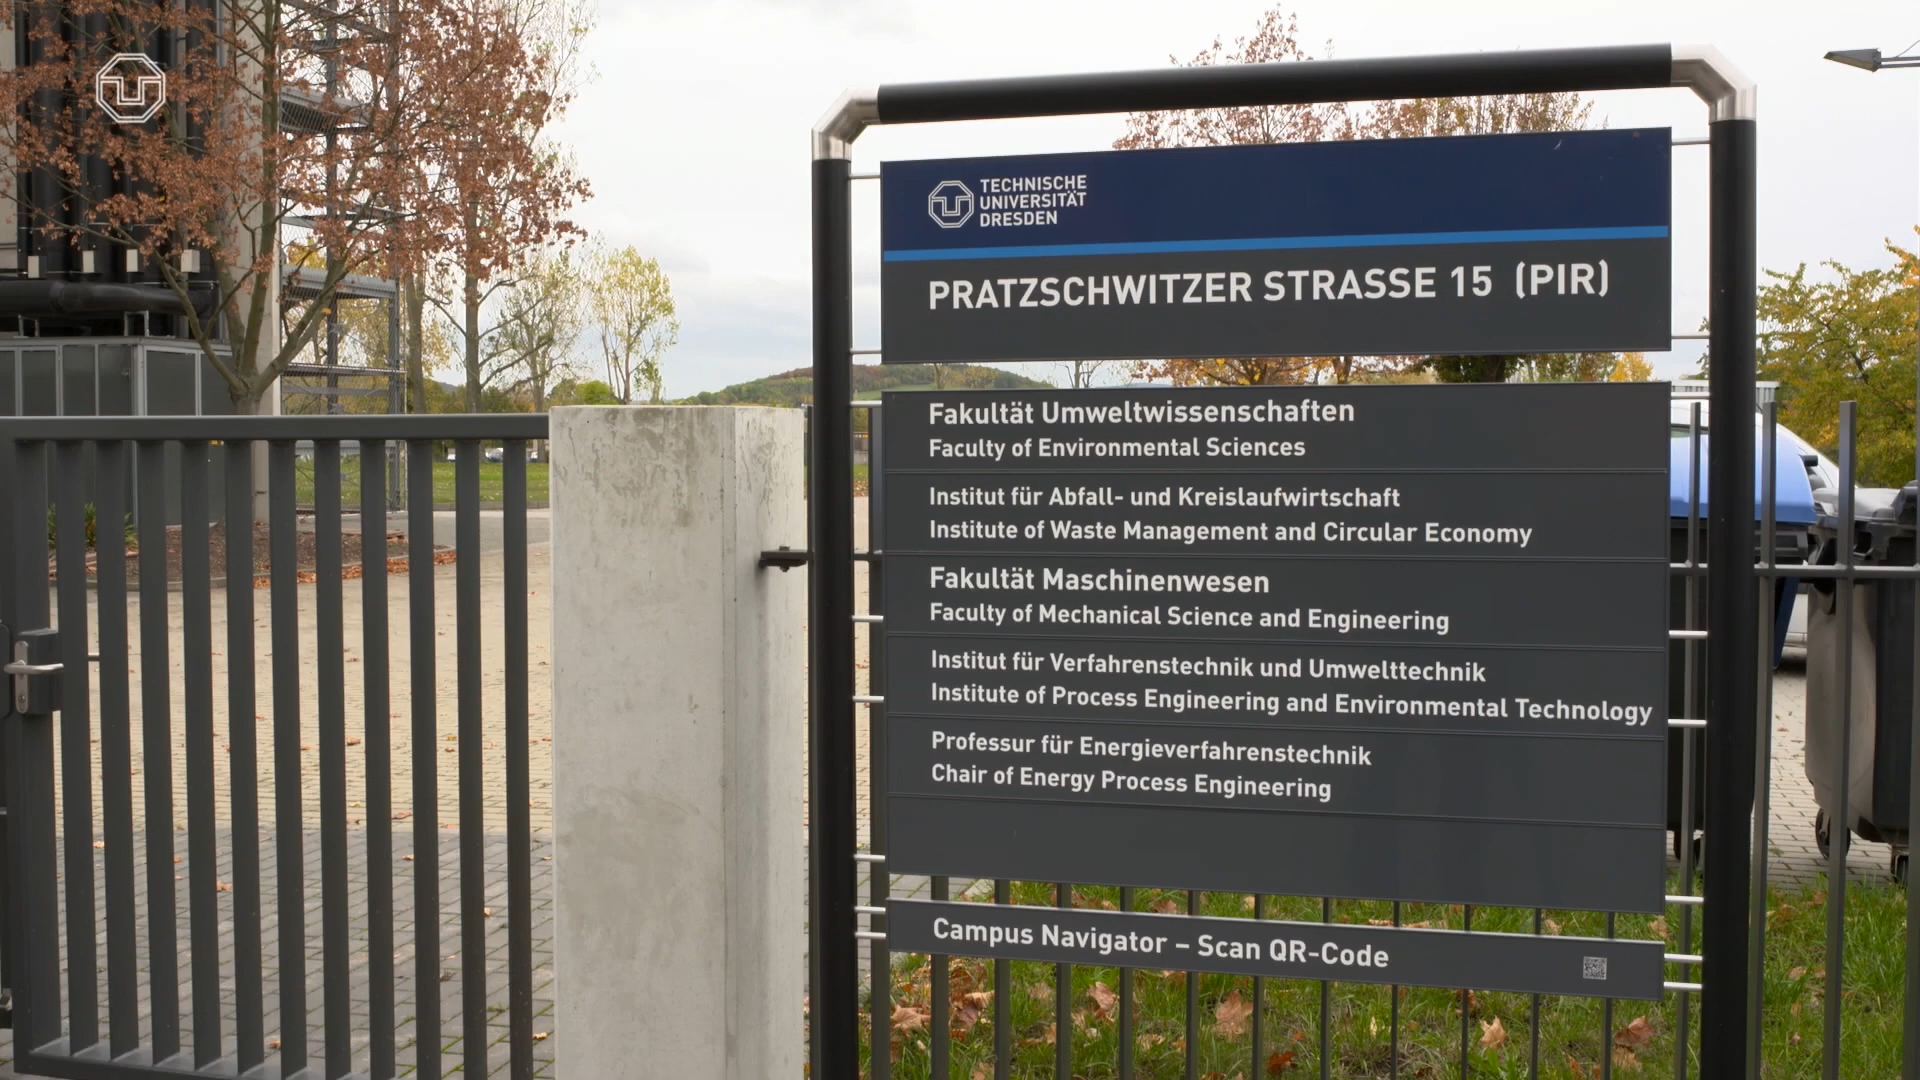 TECHNISCHE
UNIVERSITÄT
DRESDEN
PRATZSCHWITZER STRASSE 15 (PIR)
Fakultät Umweltwissenschaften
Faculty of Environmental Sciences
Institut für Abfall- und Kreislaufwirtschaft
Institute of Waste Management and Circular Economy
Fakultät Maschinenwesen
Faculty of Mechanical Science and Engineering
Institut für Verfahrenstechnik und Umwelttechnik
Institute of Process Engineering and Environmental Technology
Professur für Energieverfahrenstechnik
Chair of Energy Process Engineering
Campus Navigator – Scan QR-Code